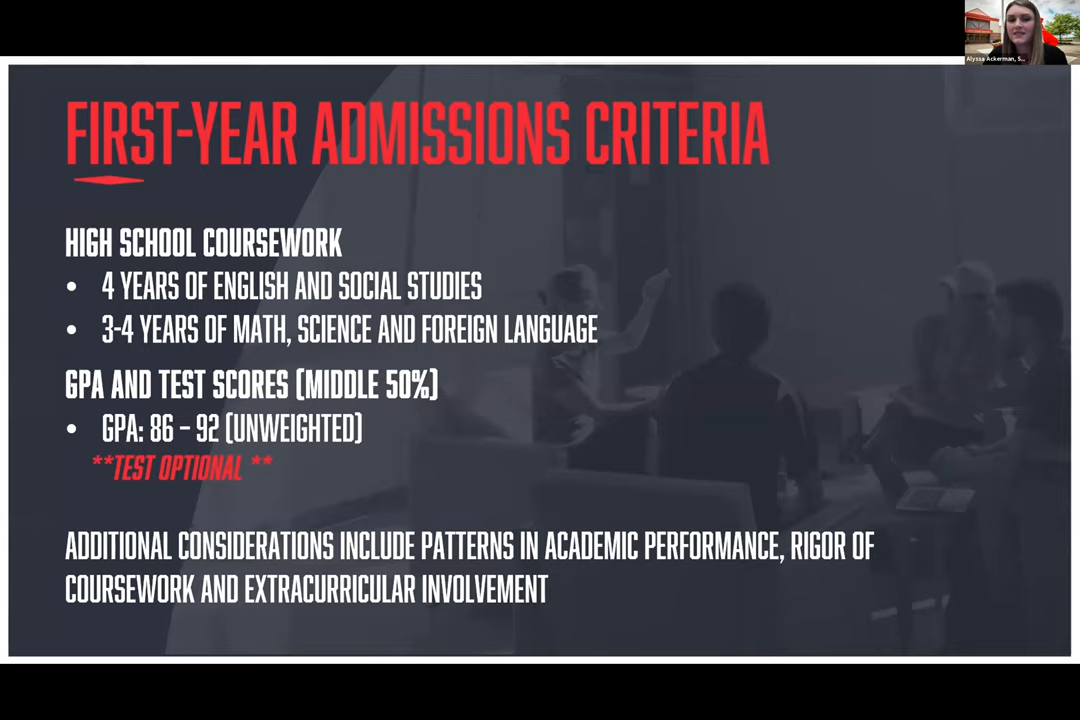 Alyssa Ackerman, S...
FIRST-YEAR ADMISSIONS CRITERIA
HIGH SCHOOL COURSEWORK
• 4 YEARS OF ENGLISH AND SOCIAL STUDIES
• 3-4 YEARS OF MATH, SCIENCE AND FOREIGN LANGUAGE
GPA AND TEST SCORES (MIDDLE 50%)
• GPA: 86 – 92 (UNWEIGHTED)
**TEST OPTIONAL **
ADDITIONAL CONSIDERATIONS INCLUDE PATTERNS IN ACADEMIC PERFORMANCE, RIGOR OF
COURSEWORK AND EXTRACURRICULAR INVOLVEMENT